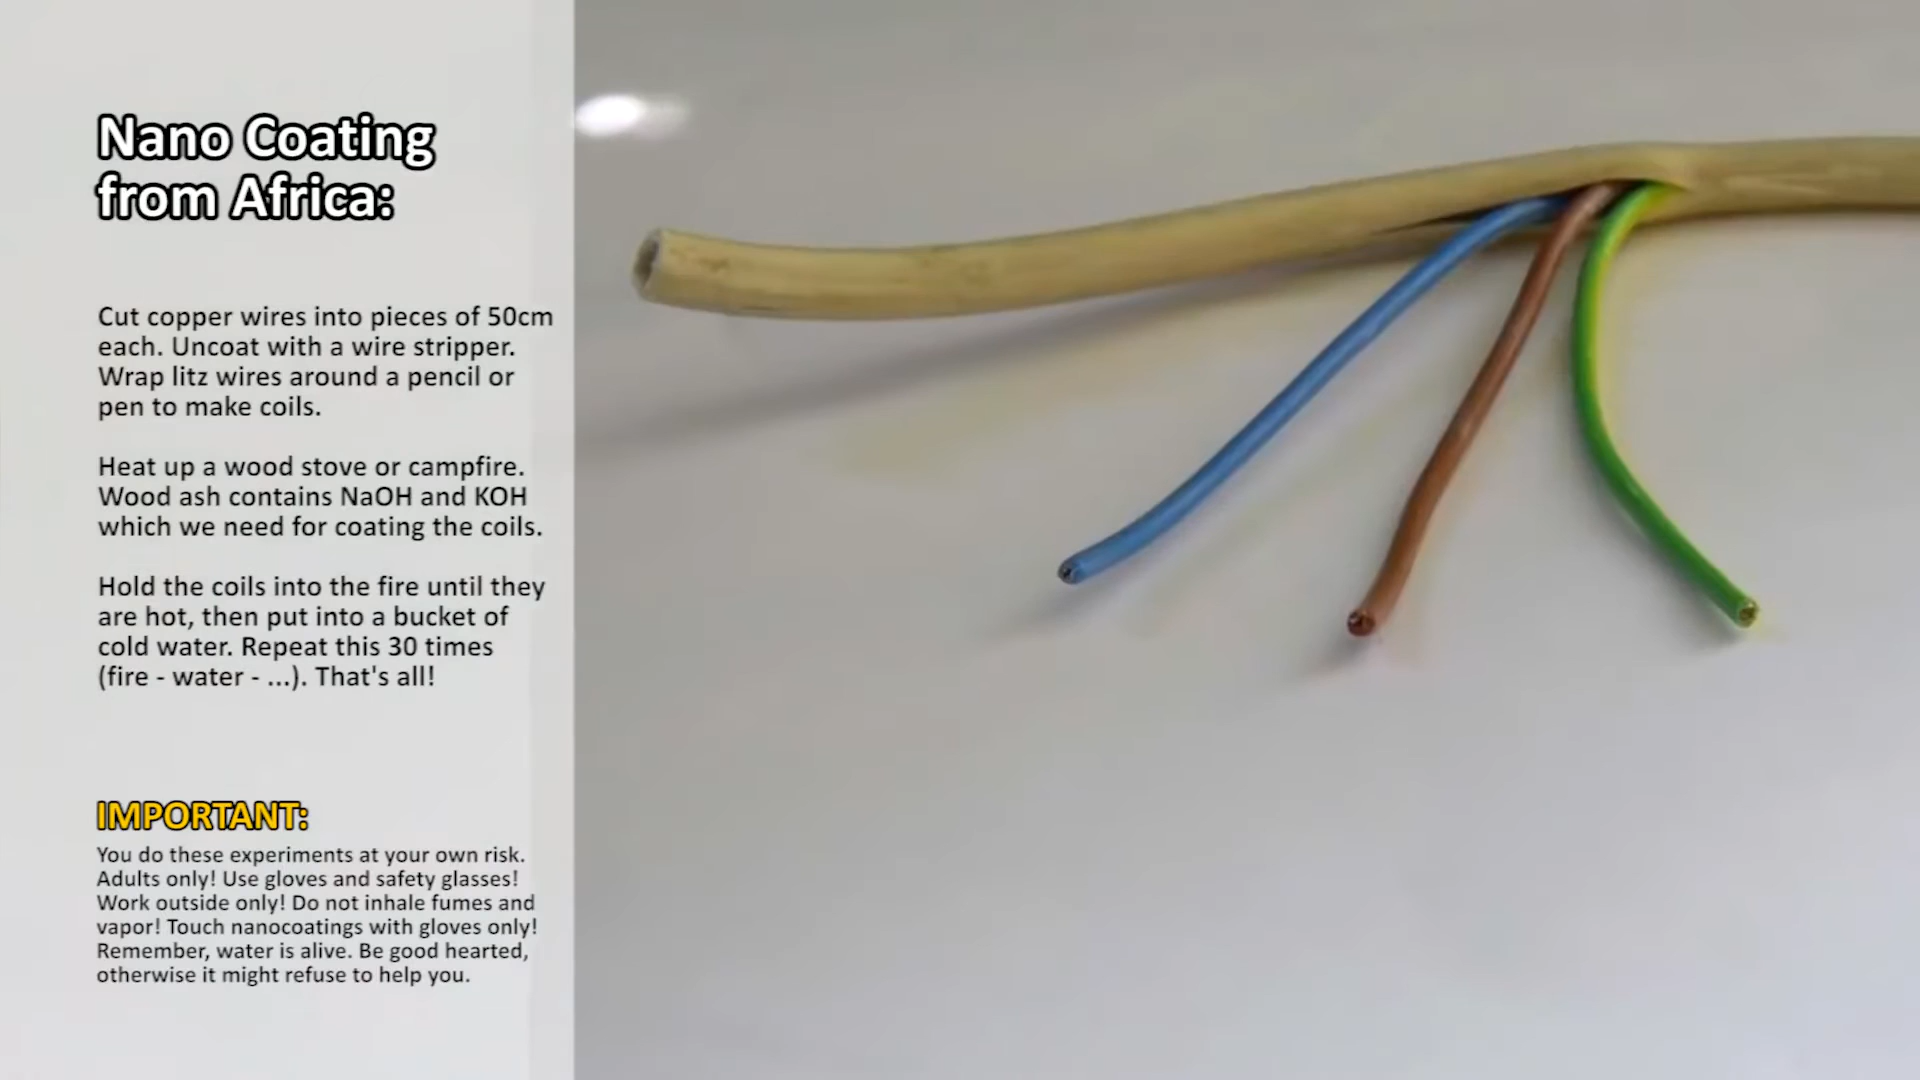 Nano Coating
from Africa:
Cut copper wires into pieces of 50cm
each. Uncoat with a wire stripper.
Wrap litz wires around a pencil or
pen to make coils.
Heat up a wood stove or campfire.
Wood ash contains NaOH and KOH
which we need for coating the coils.
Hold the coils into the fire until they
are hot, then put into a bucket of
cold water. Repeat this 30 times
(fire - water - ...). That's all!
IMPORTANT:
You do these experiments at your own risk.
Adults only! Use gloves and safety glasses!
Work outside only! Do not inhale fumes and
vapor! Touch nanocoatings with gloves only!
Remember, water is alive. Be good hearted,
otherwise it might refuse to help you.